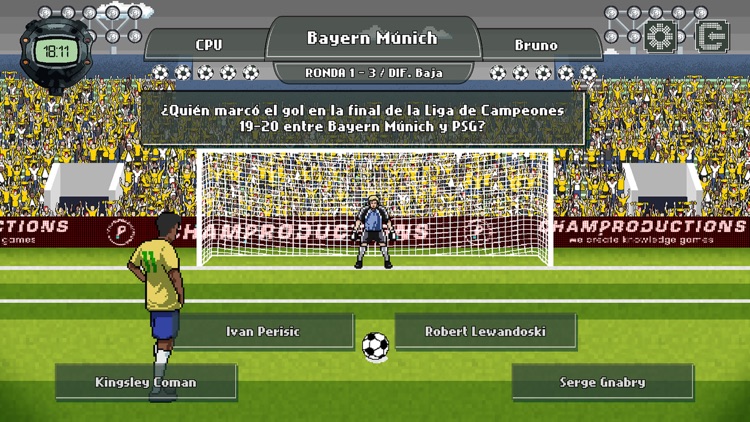 18:11
CPU
Bayern Múnich
Bruno
RONDA 1 - 3 / DIF. Baja
¿Quién marcó el gol en la final de la Liga de Campeones
19-20 entre Bayern Múnich y PSG?
CTIONS
games
HAMPRODUCTIONS
CHAMPRODUCTIONS
we create knowledge games
11
Ivan Perisic
Robert Lewandoski
Kingsley Coman
Serge Gnabry